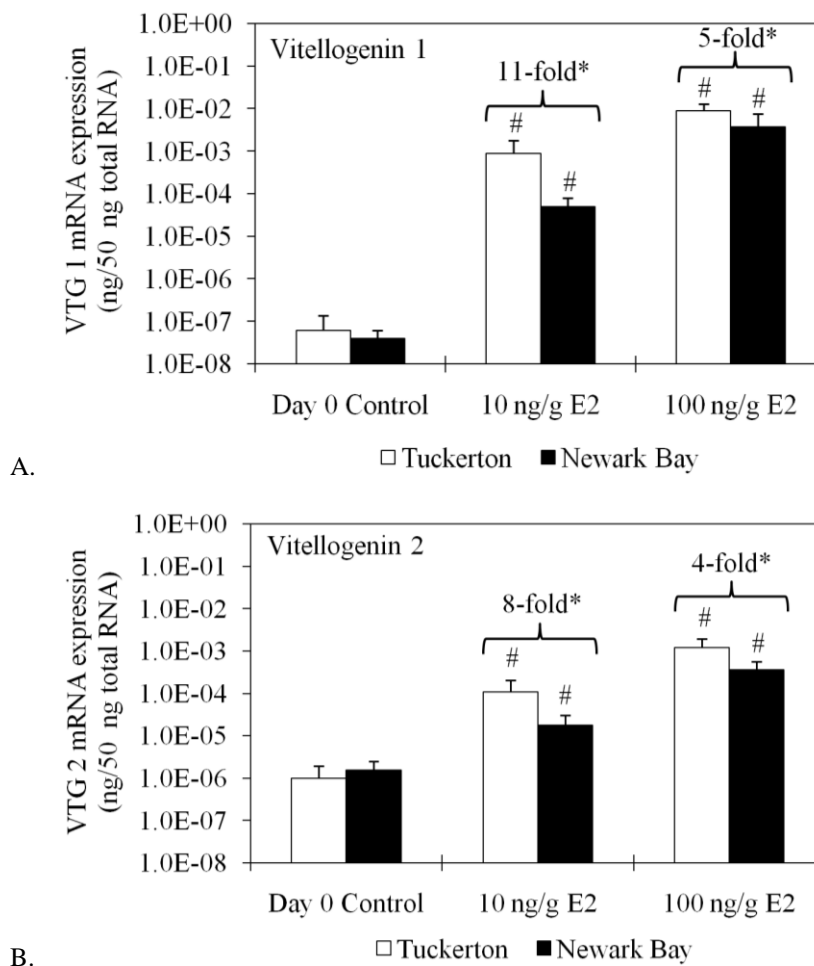 1.0E+00
Vitellogenin 1
5-fold*
1.0E-01
11-fold*
# #
1.0E-02
#
1.0E-03
#
1.0E-04
1.0E-05
1.0E-06
1.0E-07
1.0E-08
VTG 1 mRNA expression
(ng/50 ng total RNA)
Day 0 Control 10 ng/g E2 100 ng/g E2
Tuckerton Newark Bay
A.
1.0E+00
Vitellogenin 2
1.0E-01
4-fold*
1.0E-02
8-fold*
# #
1.0E-03
# #
1.0E-04
1.0E-05
1.0E-06
1.0E-07
1.0E-08
VTG 2 mRNA expression
(ng/50 ng total RNA)
Day 0 Control 10 ng/g E2 100 ng/g E2
Tuckerton Newark Bay
B.